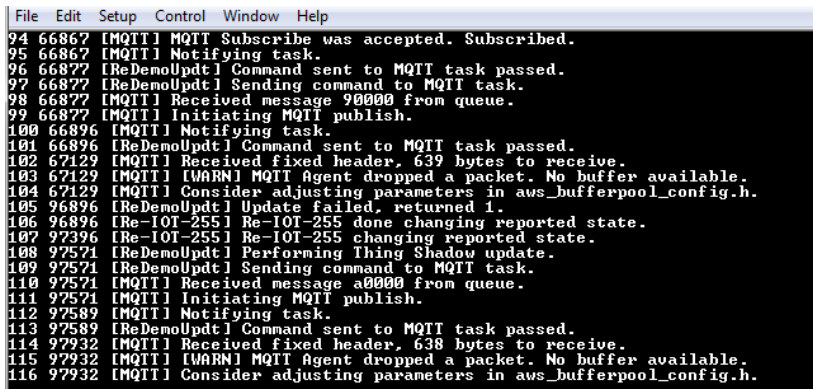 File Edit Setup Control Window Help
94 66867 [MQTT] MQTT Subscribe was accepted. Subscribed.
95 66867 [MQTT] Notifying task.
96 66877 [ReDemoUpdt] Command sent to MQTT task passed.
97 66877 [ReDemoUpdt] Sending command to MQTT task.
98 66877 [MQTT] Received message 90000 from queue.
99 66877 [MQTT] Initiating MQTT publish.
100 66896 [MQTT] Notifying task.
101 66896 [ReDemoUpdt] Command sent to MQTT task passed.
102 67129 [MQTT] Received fixed header, 639 bytes to receive.
103 67129 [MQTT] [WARN] MQTT Agent dropped a packet. No buffer available.
104 67129 [MQTT] Consider adjusting parameters in aws_bufferpool_config.h.
105 96896 [ReDemoUpdt] Update failed, returned 1.
106 96896 [Re-IOT-255] Re-IOT-255 done changing reported state.
107 97396 [Re-IOT-255] Re-IOT-255 changing reported state.
108 97571 [ReDemoUpdt] Performing Thing Shadow update.
109 97571 [ReDemoUpdt] Sending command to MQTT task.
110 97571 [MQTT] Received message a0000 from queue.
111 97571 [MQTT] Initiating MQTT publish.
112 97589 [MQTT] Notifying task.
113 97589 [ReDemoUpdt] Command sent to MQTT task passed.
114 97932 [MQTT] Received fixed header, 638 bytes to receive.
115 97932 [MQTT] [WARN] MQTT Agent dropped a packet. No buffer available.
116 97932 [MQTT] Consider adjusting parameters in aws_bufferpool_config.h.